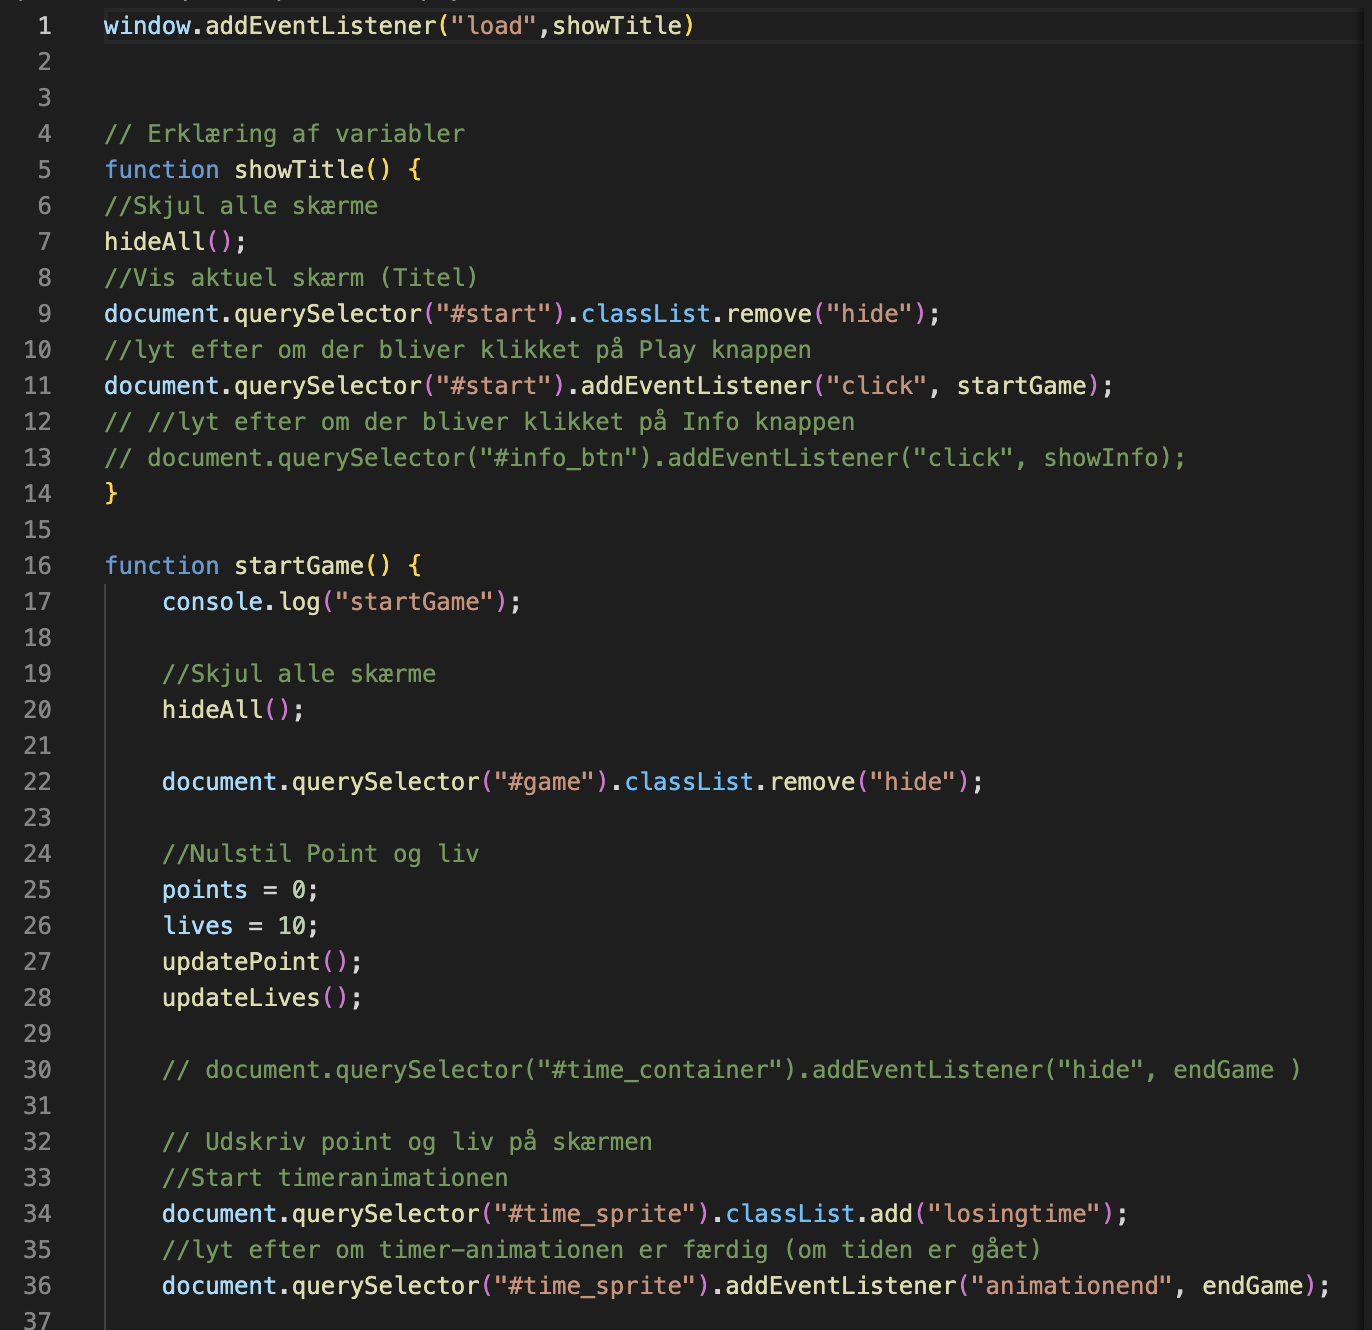 1 window.addEventListener("load",showTitle)
2
3
4 // Erklæring af variabler
5 function showTitle() {
6 //Skjul alle skærme
7 hideAll();
8 //Vis aktuel skærm (Titel)
9 document.querySelector("#start").classList.remove("hide");
10 //lyt efter om der bliver klikket på Play knappen
11 document.querySelector("#start").addEventListener("click", startGame);
12 // //lyt efter om der bliver klikket på Info knappen
13 // document.querySelector("#info_btn").addEventListener("click", showInfo);
14 }
15
16 function startGame() {
17 console.log("startGame");
18
19 //Skjul alle skærme
20 hideAll();
21
22 document.querySelector("#game").classList.remove("hide");
23
24 //Nulstil Point og liv
25 points = 0;
26 lives = 10;
27 updatePoint();
28 updateLives();
29
30 // document.querySelector("#time_container").addEventListener("hide", endGame )
31
32 // Udskriv point og liv på skærmen
33 //Start timeranimationen
34 document.querySelector("#time_sprite").classList.add("losingtime");
35 //lyt efter om timer-animationen er færdig (om tiden er gået)
36 document.querySelector("#time_sprite").addEventListener("animationend", endGame);
37